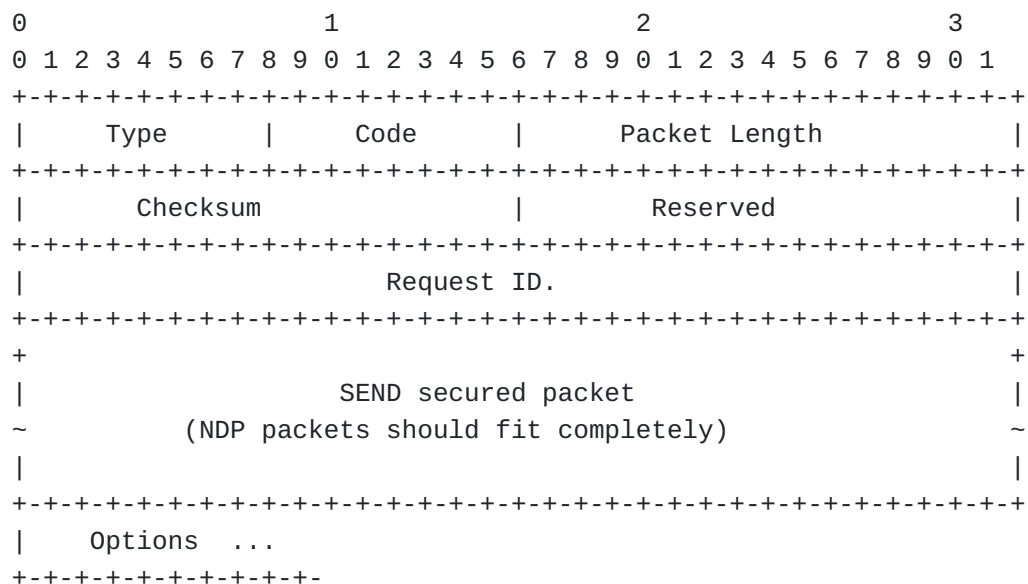 0                   1                   2                   3
0 1 2 3 4 5 6 7 8 9 0 1 2 3 4 5 6 7 8 9 0 1 2 3 4 5 6 7 8 9 0 1
+-+-+-+-+-+-+-+-+-+-+-+-+-+-+-+-+-+-+-+-+-+-+-+-+-+-+-+-+-+-+-+-+
|     Type      |     Code      |      Packet Length            |
+-+-+-+-+-+-+-+-+-+-+-+-+-+-+-+-+-+-+-+-+-+-+-+-+-+-+-+-+-+-+-+-+
|       Checksum                |        Reserved               |
+-+-+-+-+-+-+-+-+-+-+-+-+-+-+-+-+-+-+-+-+-+-+-+-+-+-+-+-+-+-+-+-+
|                       Request ID.                             |
+-+-+-+-+-+-+-+-+-+-+-+-+-+-+-+-+-+-+-+-+-+-+-+-+-+-+-+-+-+-+-+-+
+                                                               +
|                    SEND secured packet                        |
~          (NDP packets should fit completely)                  ~
|                                                               |
+-+-+-+-+-+-+-+-+-+-+-+-+-+-+-+-+-+-+-+-+-+-+-+-+-+-+-+-+-+-+-+-+
|    Options  ...
+-+-+-+-+-+-+-+-+-+-